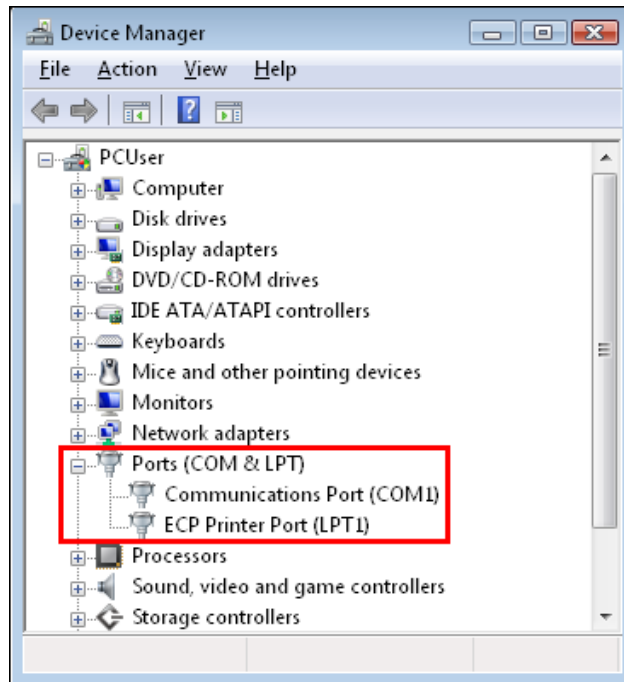 Device Manager
File Action View Help
PCUser
Computer
Disk drives
Display adapters
DVD/CD-ROM drives
IDE ATA/ATAPI controllers
Keyboards
Mice and other pointing devices
Monitors
Network adapters
Ports (COM & LPT)
Communications Port (COM1)
ECP Printer Port (LPT1)
Processors
Sound, video and game controllers
Storage controllers